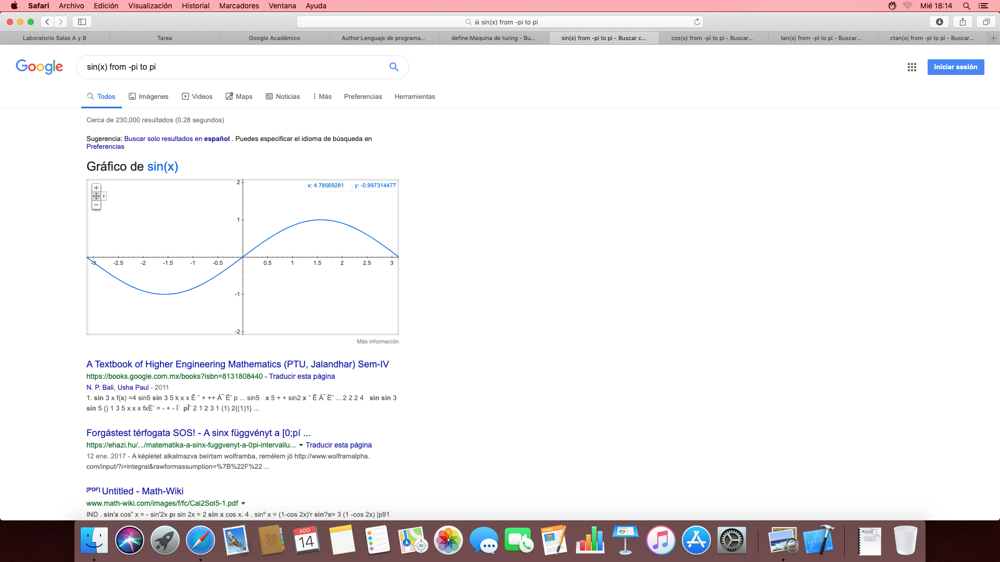 Safari Archivo Edición Visualización Historial Marcadores Ventana Ayuda Mié 18:14
sin(x) from -pi to pi
Laboratorio Salas A y B Tarea Google Académico Author:Lenguaje de programa... define:Maquina de turing - Bu... sin(x) from -pi to pi - Buscar c... cos(x) from -pi to pi - Buscar... tan(x) from -pi to pi - Buscar... ctan(x) from -pi to pi - Buscar...
Google sin(x) from -pi to pi Iniciar sesión
Todos Imágenes Videos Maps Noticias Más Preferencias Herramientas
Cerca de 230,000 resultados (0.28 segundos)
Sugerencia: Buscar solo resultados en español . Puedes especificar el idioma de búsqueda en
Preferencias
Gráfico de sin(x)
2 x: 4.78569281 y: -0.997314477
1
-3 -2.5 -2 -1.5 -1 -0.5 0.5 1 1.5 2 2.5 3
-1
-2
Más información
A Textbook of Higher Engineering Mathematics (PTU, Jalandhar) Sem-IV
https://books.google.com.mx/books?isbn=8131808440 - Traducir esta página
N. P. Bali, Usha Paul - 2011
1. sin 3 x f(x) =4 sin5 sin 3 5 k x x Ê ˆ + ++ Á˜ Ë¯ p ... sin5 x 5 + + sin2 x ˆ Ê Á˜ Ë¯ ... 2 2 2 4 sin sin 3
sin 5 () 1 3 5 x x x fxÈ˘ = - + - Í˙ pÎ˚ 2 1 2 3 1 (1) 2{(1)1} ...
Forgástest térfogata SOS! - A sinx függvényt a [0;pí ...
https://ehazi.hu/.../matematika-a-sinx-fuggvenyt-a-0pi-intervallu... Traducir esta página
12 ene. 2017 - A képletet alkalmazva beírtam wolframba, remélem jó http://www.wolframalpha.
com/input/?i=integral&rawformassumption=%7B%22F%22 ...
[PDF] Untitled - Math-Wiki
www.math-wiki.com/images/f/fc/Cal2Sol5-1.pdf
IND . sin'x cos" x = - sin'2x pı sin 2x = 2 sin x cos x. 4 . sinº x = (1-cos 2x)'r sin?x= 3 (1 -cos 2x) |p91
AGO
14
3D
PAGES